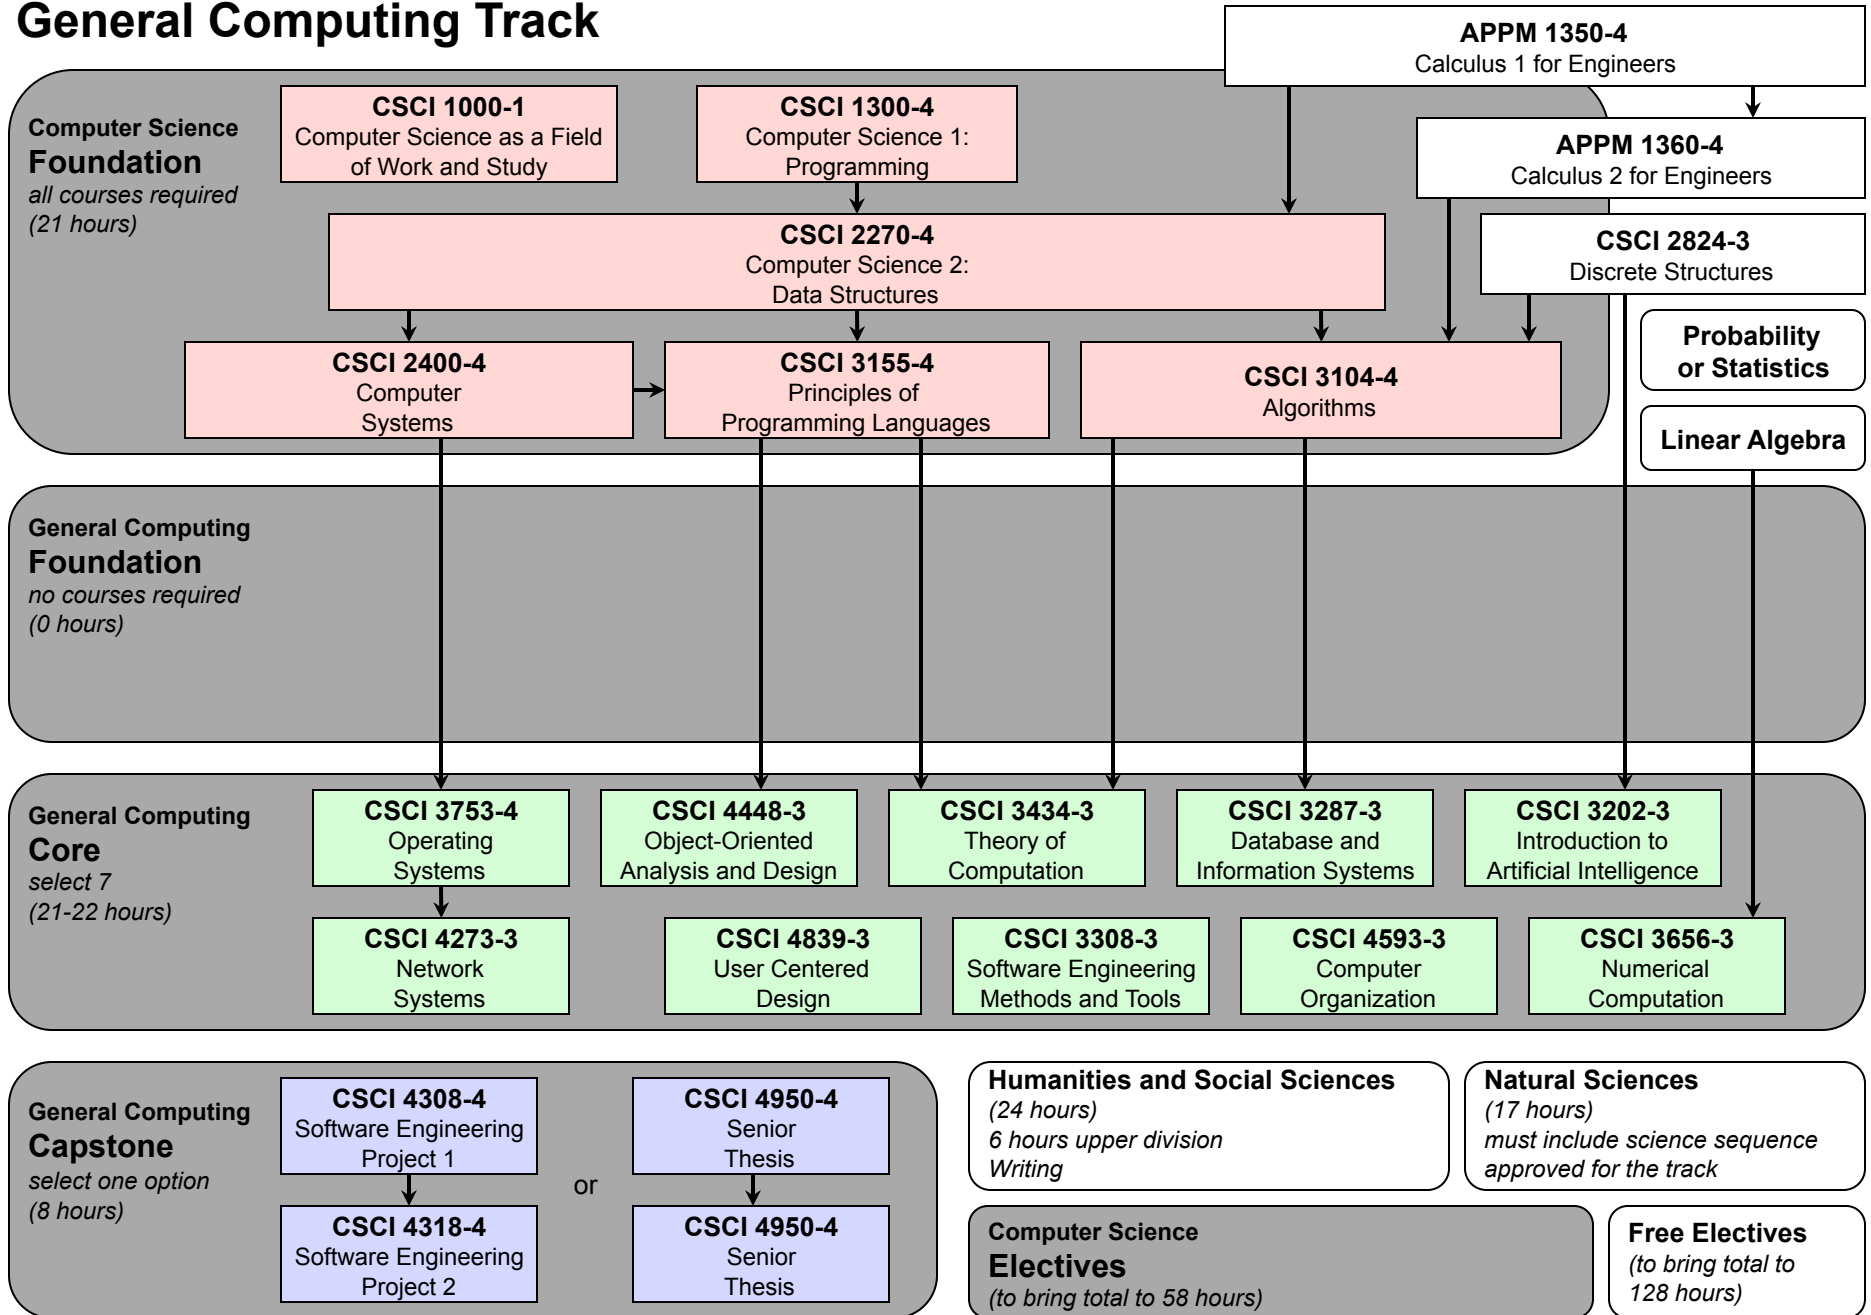 General Computing Track
APPM 1350-4
Calculus 1 for Engineers
Computer Science
Foundation
all courses required
(21 hours)
CSCI 1000-1
Computer Science as a Field
of Work and Study
CSCI 1300-4
Computer Science 1:
Programming
APPM 1360-4
Calculus 2 for Engineers
CSCI 2270-4
Computer Science 2:
Data Structures
CSCI 2824-3
Discrete Structures
Probability
or Statistics
CSCI 2400-4
Computer
Systems
CSCI 3155-4
Principles of
Programming Languages
CSCI 3104-4
Algorithms
Linear Algebra
General Computing
Foundation
no courses required
(0 hours)
General Computing
Core
select 7
(21-22 hours)
CSCI 3753-4
Operating
Systems
CSCI 4448-3
Object-Oriented
Analysis and Design
CSCI 3434-3
Theory of
Computation
CSCI 3287-3
Database and
Information Systems
CSCI 3202-3
Introduction to
Artificial Intelligence
CSCI 4273-3
Network
Systems
CSCI 4839-3
User Centered
Design
CSCI 3308-3
Software Engineering
Methods and Tools
CSCI 4593-3
Computer
Organization
CSCI 3656-3
Numerical
Computation
General Computing
Capstone
select one option
(8 hours)
CSCI 4308-4
Software Engineering
Project 1
or
CSCI 4950-4
Senior
Thesis
CSCI 4318-4
Software Engineering
Project 2
CSCI 4950-4
Senior
Thesis
Humanities and Social Sciences
(24 hours)
6 hours upper division
Writing
Natural Sciences
(17 hours)
must include science sequence
approved for the track
Computer Science
Electives
(to bring total to 58 hours)
Free Electives
(to bring total to
128 hours)